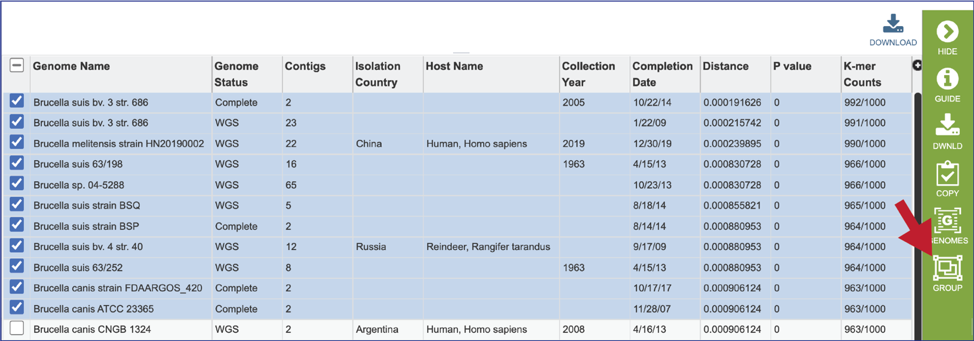 DOWNLOAD
HIDE
GUIDE
DWNLD
COPY
GENOMES
GROUP
Genome Name Genome Status Contigs Isolation Country Host Name Collection Year Completion Date Distance P value K-mer Counts
Brucella suis bv. 3 str. 686 Complete 2 2005 10/22/14 0.000191626 0 992/1000
Brucella suis bv. 3 str. 686 WGS 23 1/22/09 0.000215742 0 991/1000
Brucella melitensis strain HN20190002 WGS 22 China Human, Homo sapiens 2019 12/30/19 0.000239895 0 990/1000
Brucella suis 63/198 WGS 16 1963 4/15/13 0.000830728 0 966/1000
Brucella sp. 04-5288 WGS 65 10/23/13 0.000830728 0 966/1000
Brucella suis strain BSQ WGS 5 8/18/14 0.000855821 0 965/1000
Brucella suis strain BSP Complete 2 8/14/14 0.000880953 0 964/1000
Brucella suis bv. 4 str. 40 WGS 12 Russia Reindeer, Rangifer tarandus 9/17/09 0.000880953 0 964/1000
Brucella suis 63/252 WGS 8 1963 4/15/13 0.000880953 0 964/1000
Brucella canis strain FDAARGOS_420 Complete 2 10/17/17 0.000906124 0 963/1000
Brucella canis ATCC 23365 Complete 2 11/28/07 0.000906124 0 963/1000
Brucella canis CNGB 1324 WGS 2 Argentina Human, Homo sapiens 2008 4/16/13 0.000906124 0 963/1000